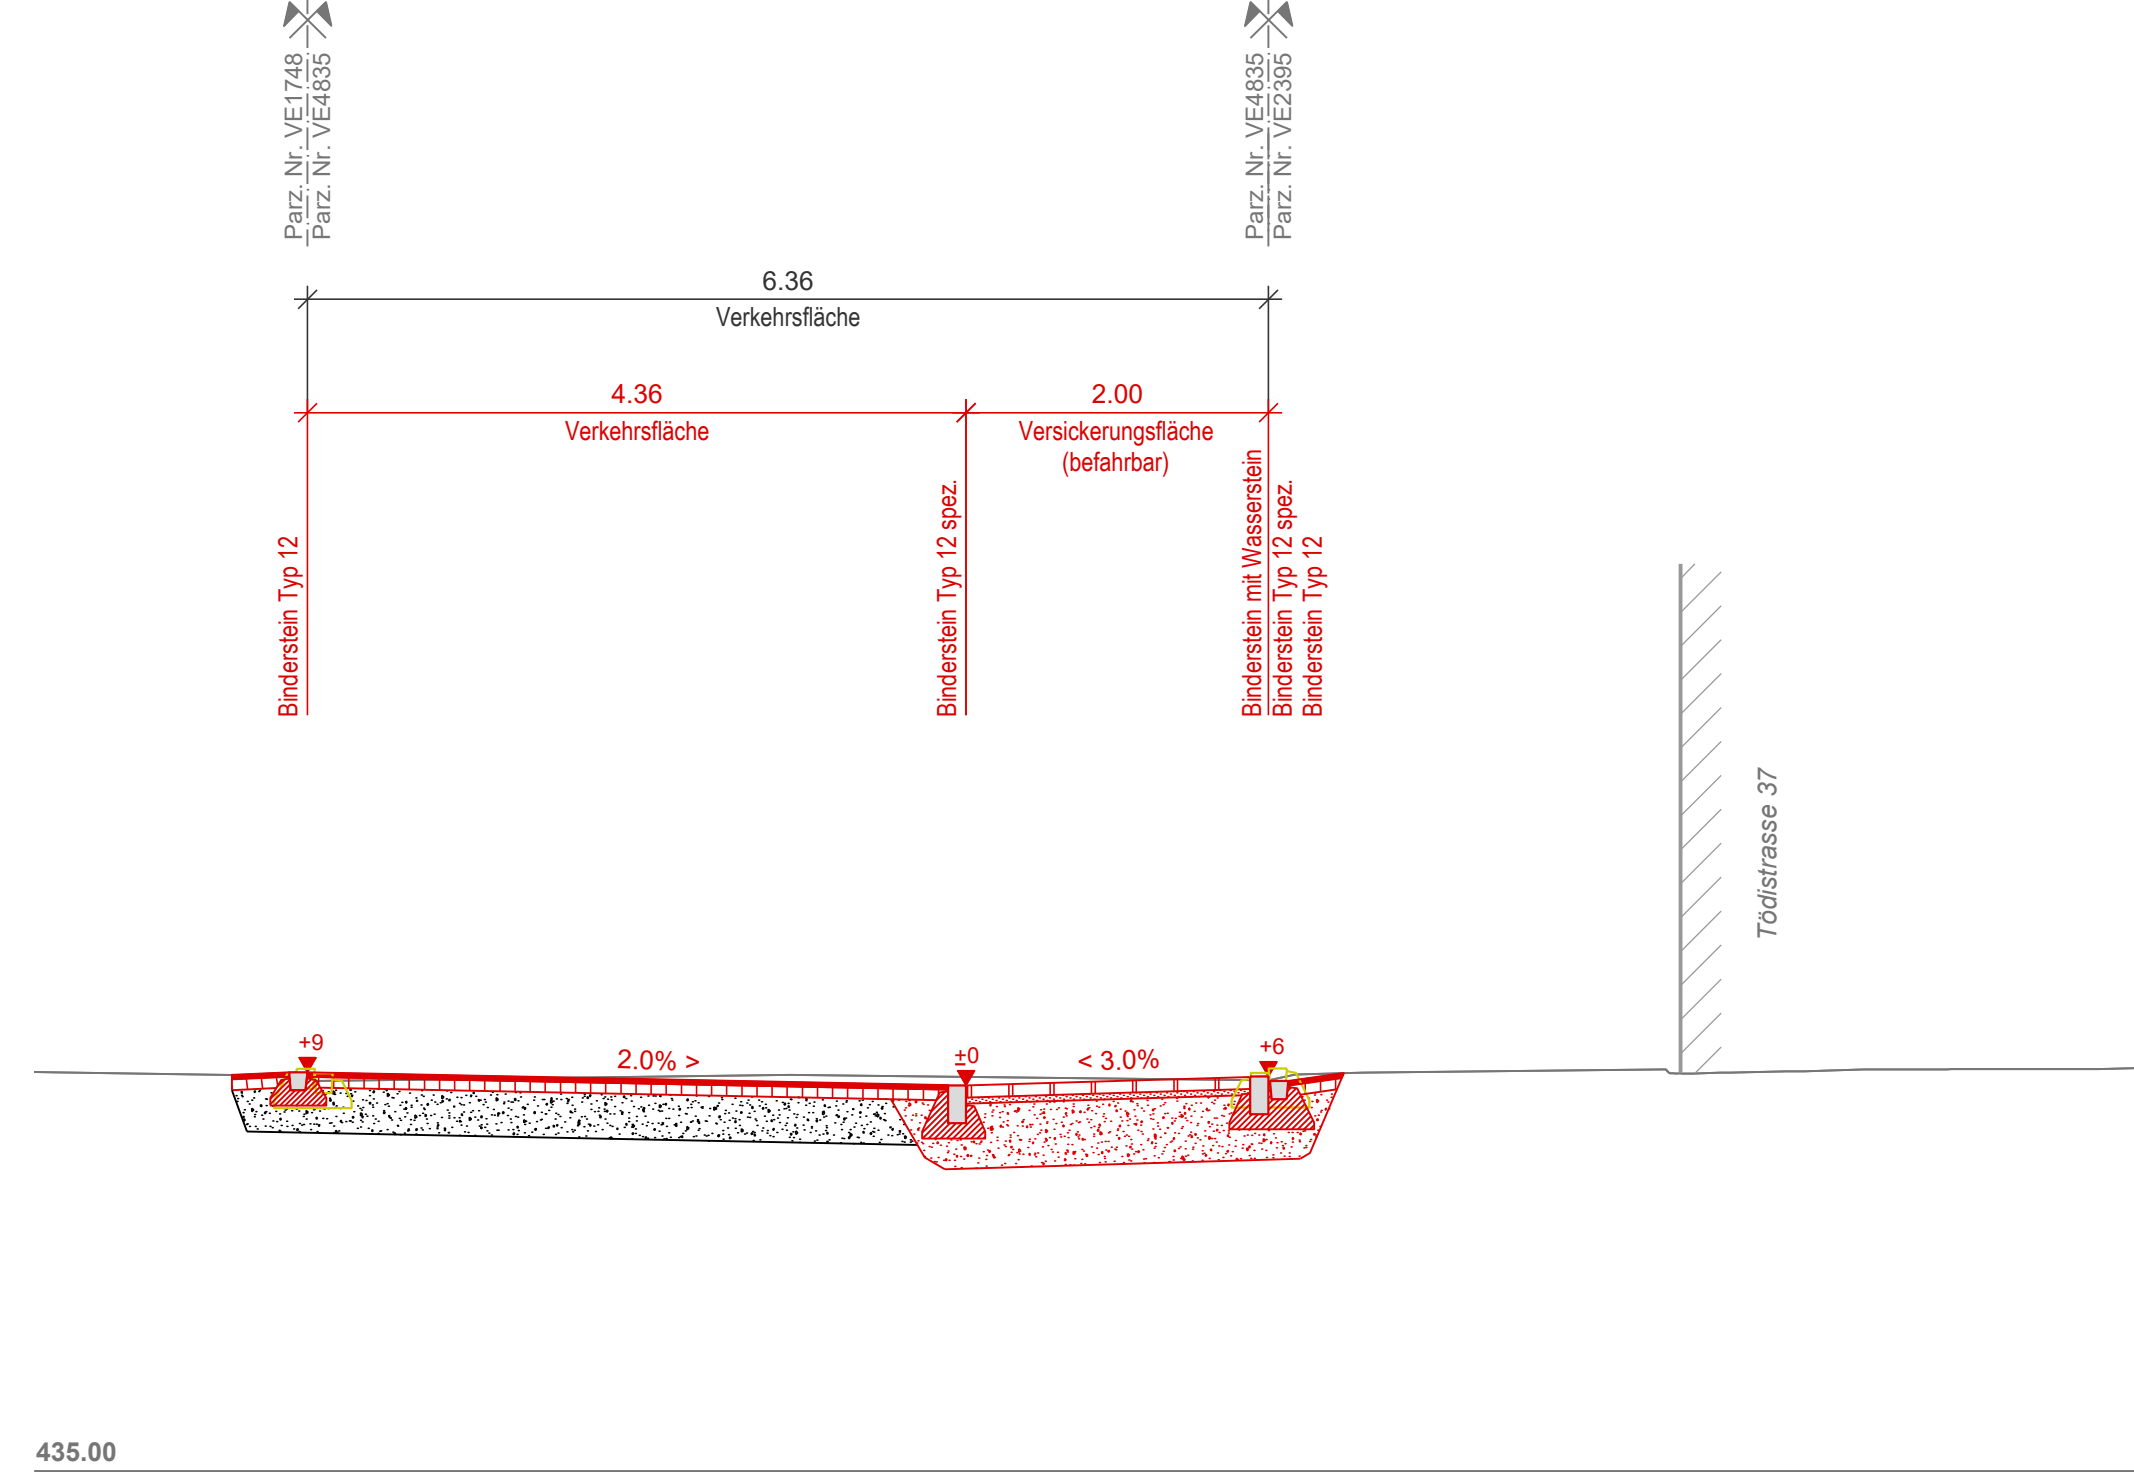 Parz. Nr. VE1748
Parz. Nr. VE4835
Parz. Nr. VE4835
Parz. Nr. VE2395
6.36
Verkehrsfläche
4.36
Verkehrsfläche
2.00
Versickerungsfläche
(befahrbar)
Binderstein Typ 12
Binderstein Typ 12 spez.
Binderstein mit Wasserstein
Binderstein Typ 12 spez.
Binderstein Typ 12
Tödistrasse 37
+9
2.0% >
±0
< 3.0%
+6
435.00